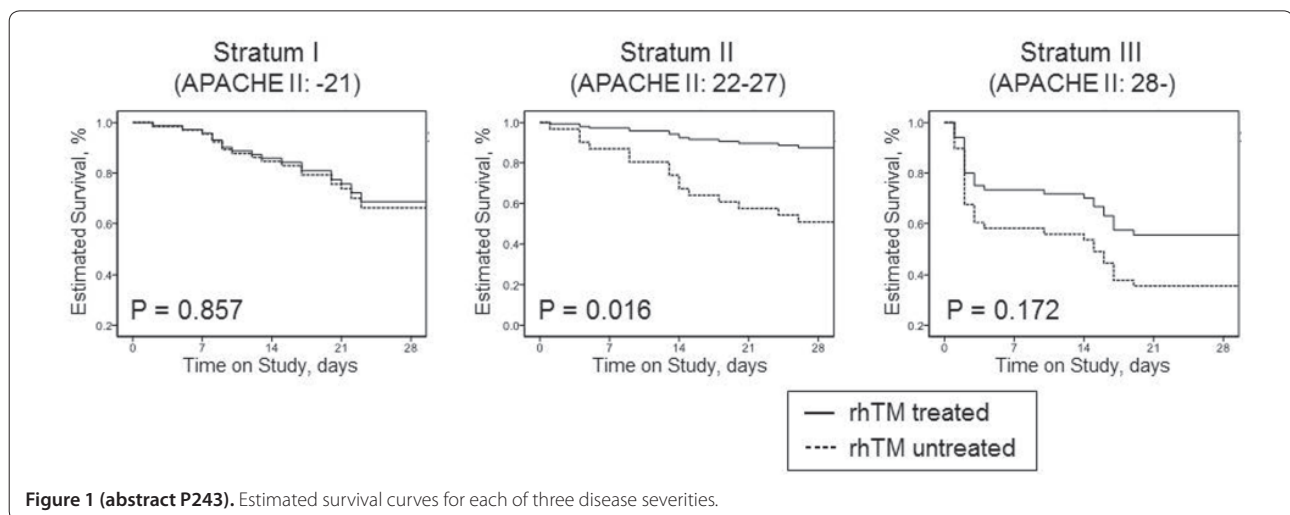 Stratum I
(APACHE II: -21)
Estimated Survival, %
1.0
0.8
0.6
0.4
0.2
P = 0.857
0 7 14 21 28
Time on Study, days
Stratum II
(APACHE II: 22-27)
Estimated Survival, %
1.0
0.8
0.6
0.4
0.2
0.0
P = 0.016
0 7 14 21 28
Time on Study, days
Stratum III
(APACHE II: 28-)
Estimated Survival, %
1.0
0.8
0.6
0.4
0.2
P = 0.172
0 7 14 21 28
Time on Study, days
rhTM treated
rhTM untreated
Figure 1 (abstract P243). Estimated survival curves for each of three disease severities.